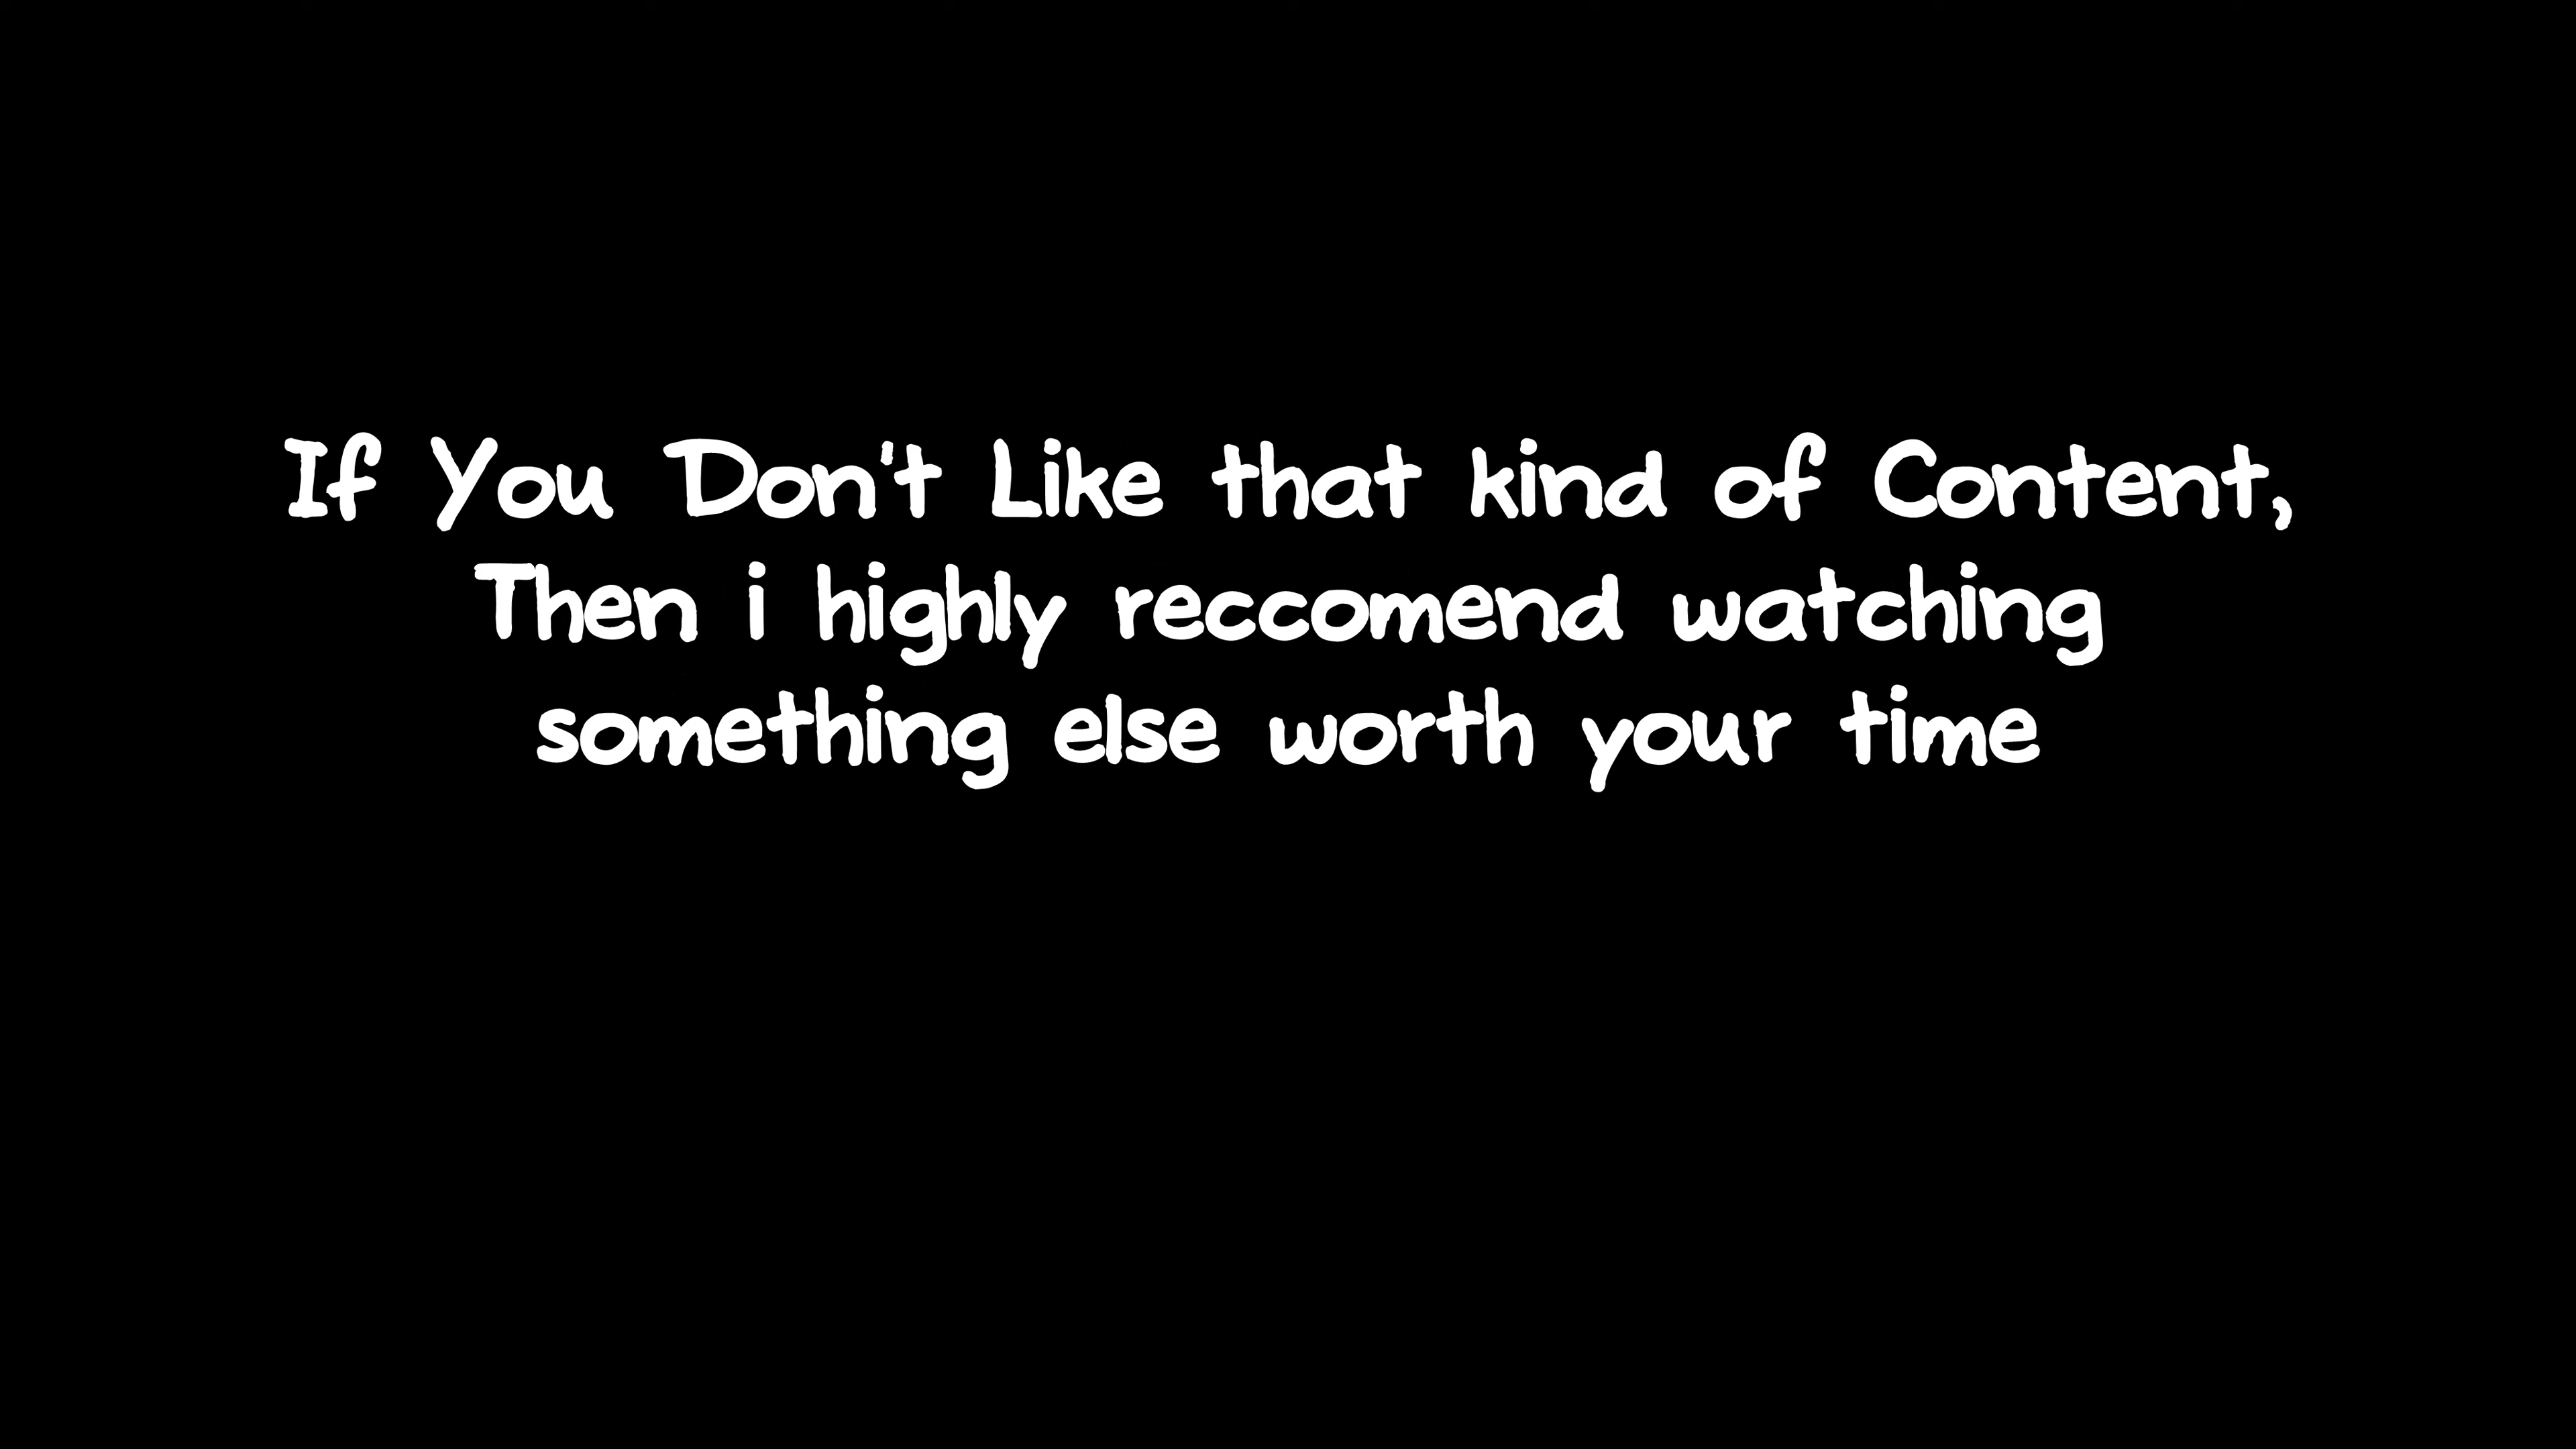 If You Don't Like that kind of Content,
Then i highly reccomend watching
something else worth your time